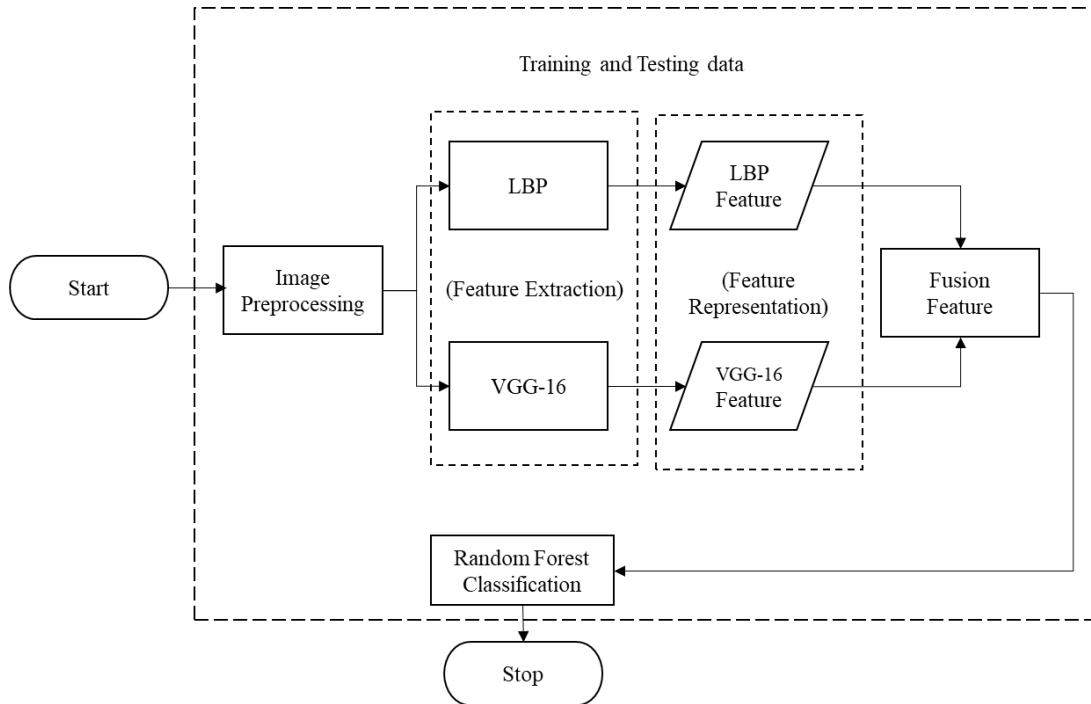 Training and Testing data
Start
Image
Preprocessing
LBP
(Feature Extraction)
VGG-16
LBP
Feature
(Feature
Representation)
VGG-16
Feature
Fusion
Feature
Random Forest
Classification
Stop